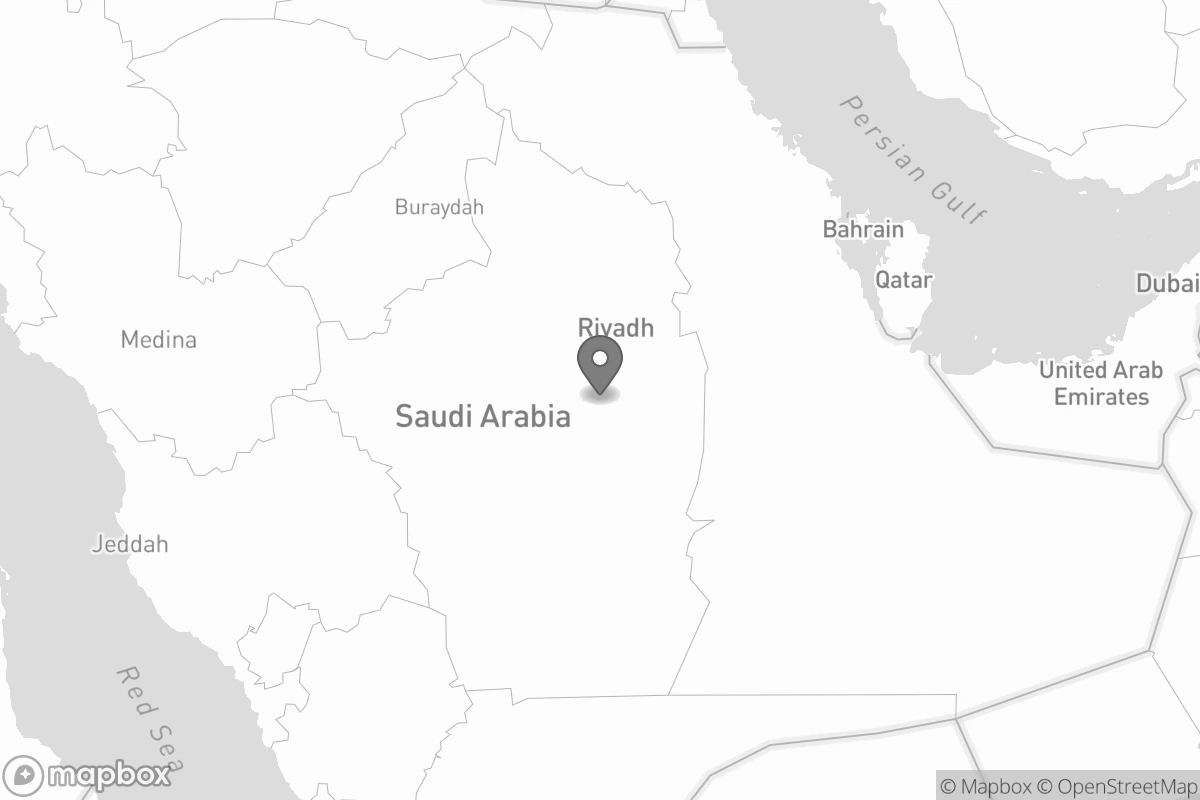 Persian Gulf
Buraydah
Bahrain
Qatar
Dubai
Riyadh
Medina
United Arab
Emirates
Saudi Arabia
Jeddah
Red Sea
mapbox
© Mapbox © OpenStreetMap